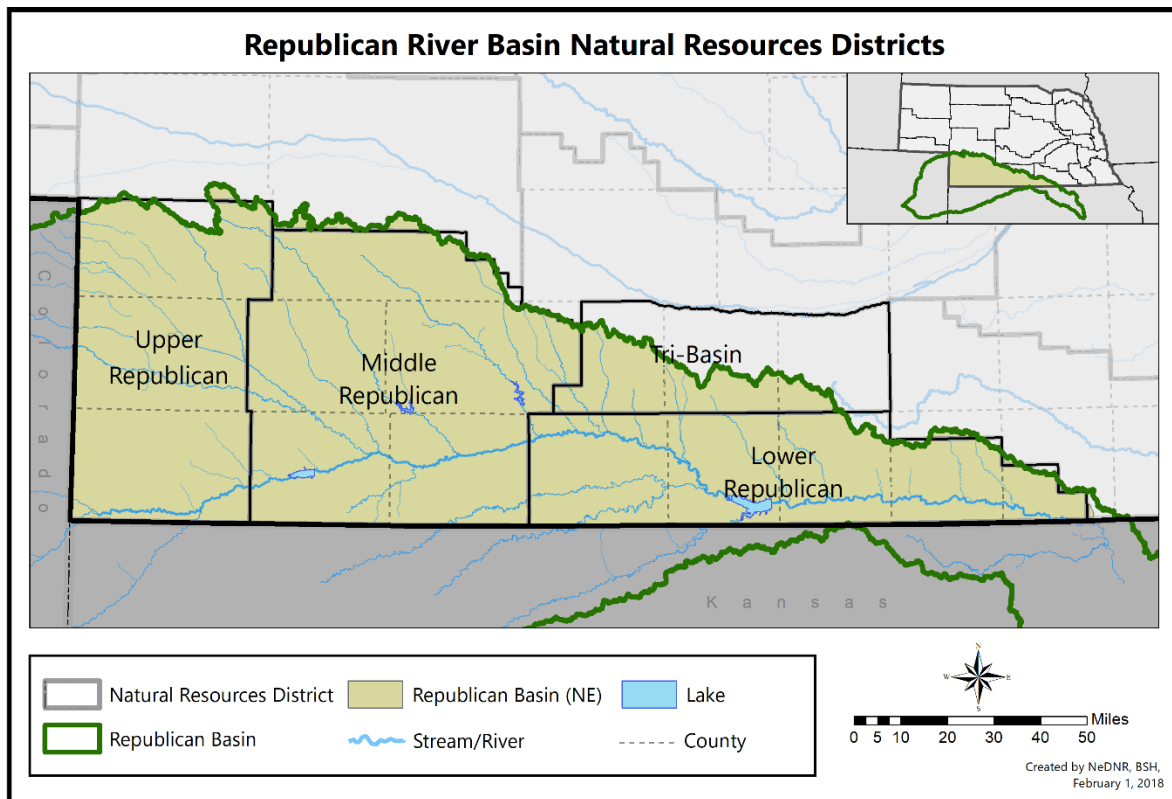 Republican River Basin Natural Resources Districts
Colorado
Upper
Republican
Middle
Republican
Tri-Basin
Lower
Republican
Kansas
Natural Resources District
Republican Basin (NE)
Lake
Republican Basin
Stream/River
County
N
W
E
S
Miles
0 5 10 20 30 40 50
Created by NeDNR, BSH,
February 1, 2018